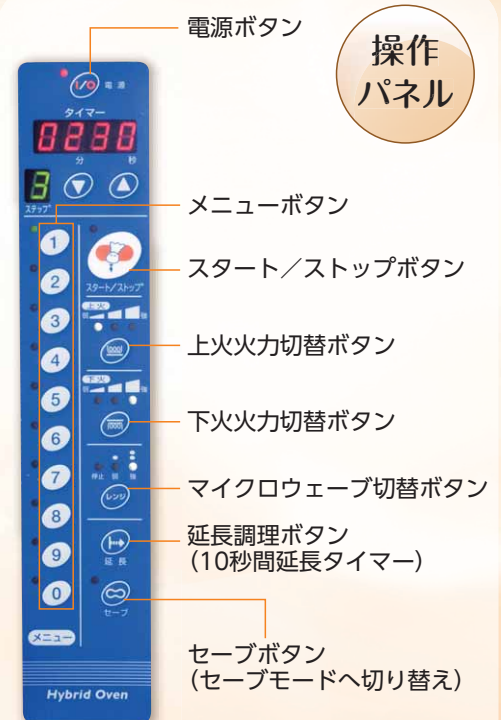 操作
パネル
電源ボタン
I/O 電源
タイマー
0230
分 秒
3
ステップ
メニューボタン
1
2
3
4
5
6
7
8
9
0
メニュー
スタート/ストップ
スタート/ストップボタン
上火
弱 強
上火火力切替ボタン
下火
弱 強
下火火力切替ボタン
停止 弱 強
レンジ
マイクロウェーブ切替ボタン
延長
延長調理ボタン
(10秒間延長タイマー)
セーブ
セーブボタン
(セーブモードへ切り替え)
Hybrid Oven